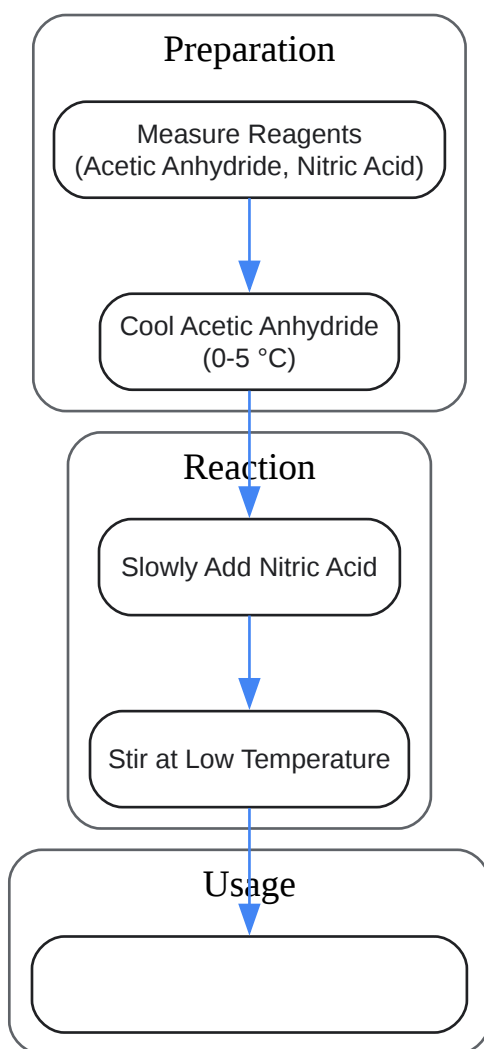 Preparation
Measure Reagents
(Acetic Anhydride, Nitric Acid)
Cool Acetic Anhydride
(0-5 °C)
Reaction
Slowly Add Nitric Acid
Stir at Low Temperature
Usage